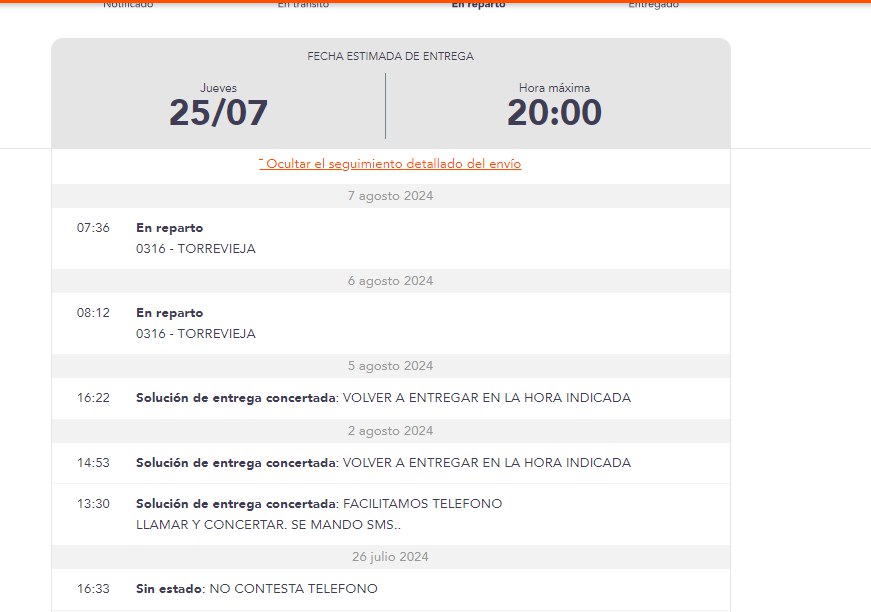 Notificado
En tránsito
En reparto
Entregado
FECHA ESTIMADA DE ENTREGA
Jueves
25/07
Hora máxima
20:00
Ocultar el seguimiento detallado del envío
7 agosto 2024
07:36 En reparto
0316 - TORREVIEJA
6 agosto 2024
08:12 En reparto
0316 - TORREVIEJA
5 agosto 2024
16:22 Solución de entrega concertada: VOLVER A ENTREGAR EN LA HORA INDICADA
2 agosto 2024
14:53 Solución de entrega concertada: VOLVER A ENTREGAR EN LA HORA INDICADA
13:30 Solución de entrega concertada: FACILITAMOS TELEFONO
LLAMAR Y CONCERTAR. SE MANDO SMS..
26 julio 2024
16:33 Sin estado: NO CONTESTA TELEFONO